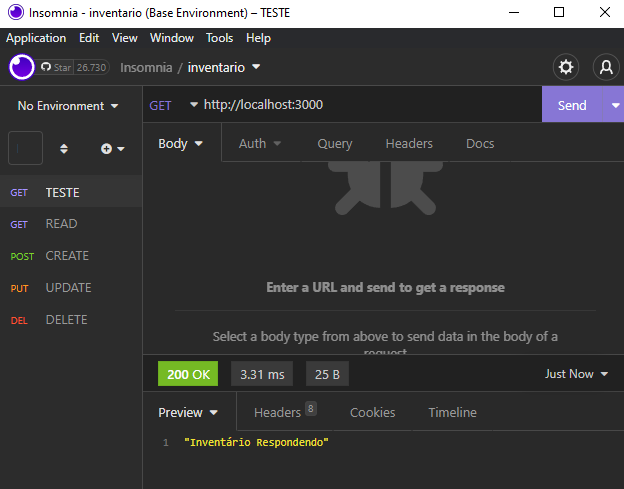 Insomnia - inventario (Base Environment) – TESTE
Application Edit View Window Tools Help
Star 26.730 Insomnia / inventario
No Environment
GET http://localhost:3000 Send
Body Auth Query Headers Docs
GET TESTE
GET READ
POST CREATE
PUT UPDATE
DEL DELETE
Enter a URL and send to get a response
Select a body type from above to send data in the body of a
request
200 OK 3.31 ms 25 B Just Now
Preview Headers 8 Cookies Timeline
1 "Inventário Respondendo"